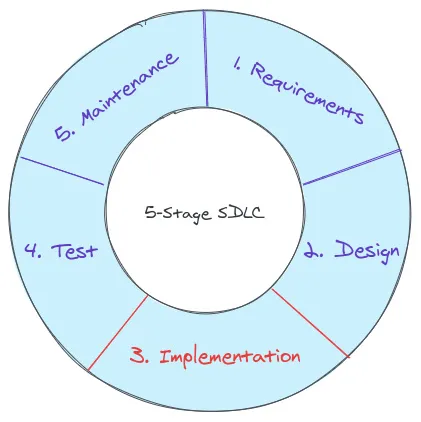 1. Requirements
2. Design
3. Implementation
4. Test
5. Maintenance
5-Stage SDLC